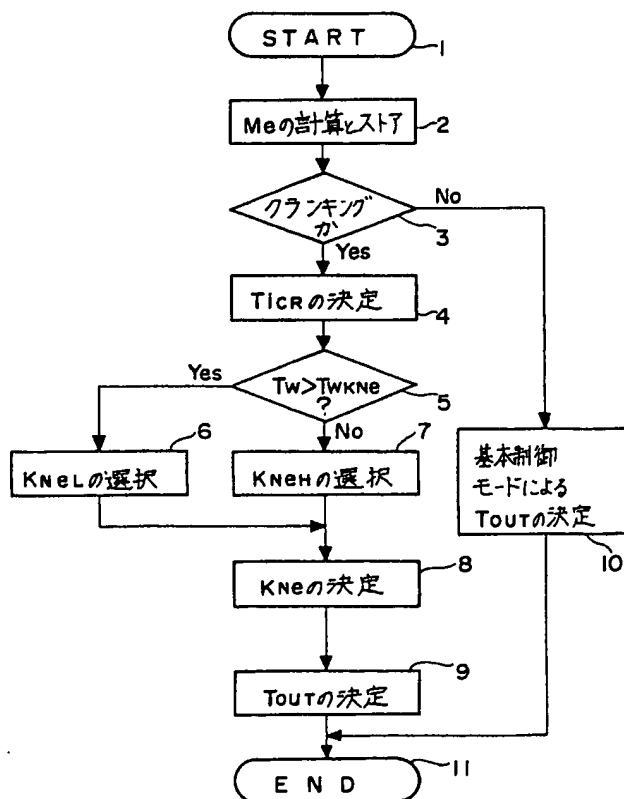 START
1
Meの計算とストア
2
クランキング
か
3
No
Yes
TiCRの決定
4
TW>TWKNe
?
5
Yes
No
6
KNeLの選択
7
KNeHの選択
基本制御
モードによる
TOUTの決定
10
KNeの決定
8
TOUTの決定
9
END
11